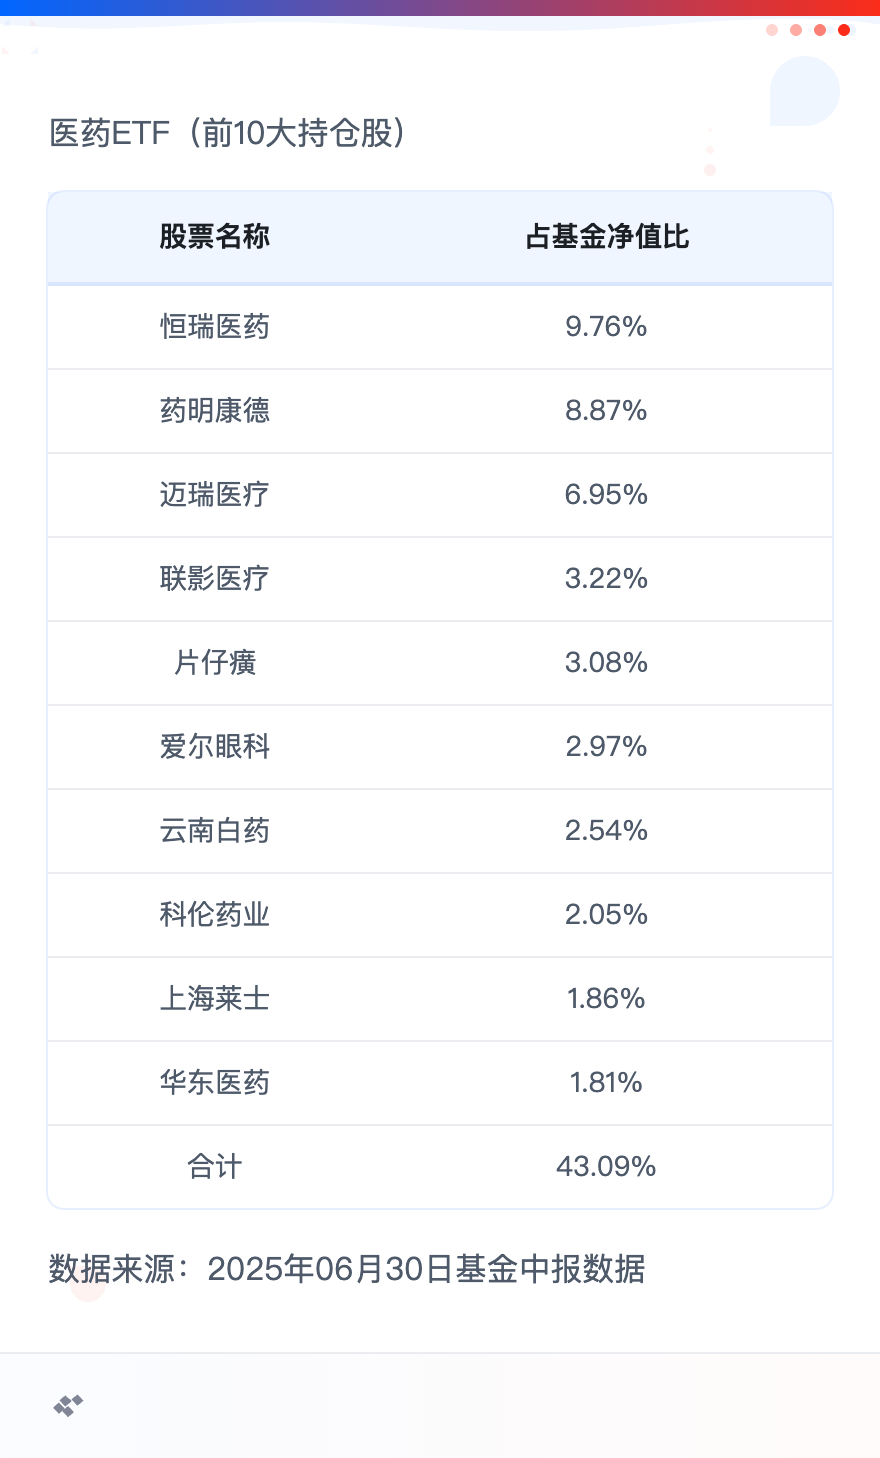 医药ETF（前10大持仓股）
股票名称 占基金净值比
恒瑞医药 9.76%
药明康德 8.87%
迈瑞医疗 6.95%
联影医疗 3.22%
片仔癀 3.08%
爱尔眼科 2.97%
云南白药 2.54%
科伦药业 2.05%
上海莱士 1.86%
华东医药 1.81%
合计 43.09%
数据来源：2025年06月30日基金中报数据